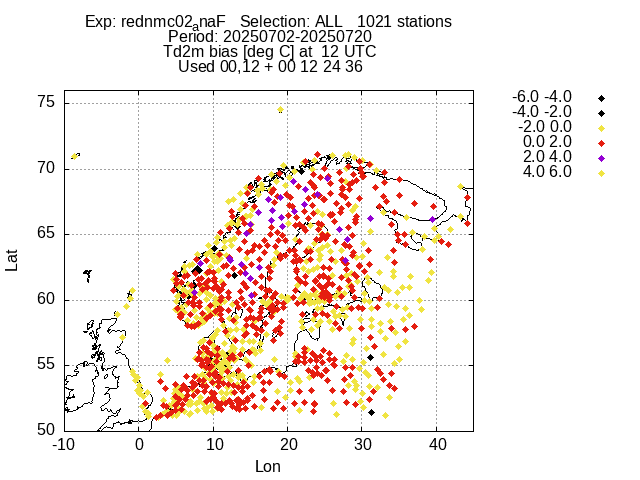 Exp: rednmc02anaF   Selection: ALL   1021 stations
Period: 20250702-20250720
Td2m bias [deg C] at  12 UTC
Used 00,12 + 00 12 24 36
-6.0 -4.0
-4.0 -2.0
-2.0 0.0
0.0 2.0
2.0 4.0
4.0 6.0
75
70
65
60
55
50
Lat
-10 0 10 20 30 40
Lon